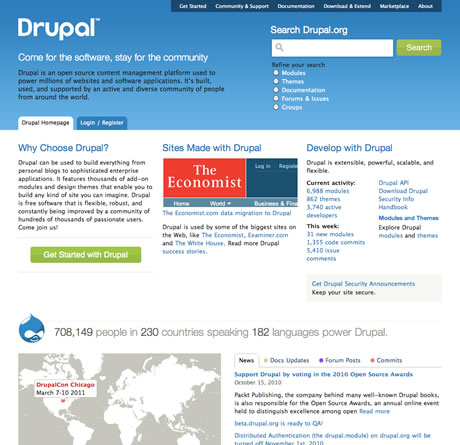 Get Started
Community & Support
Documentation
Download & Extend
Marketplace
About
Drupal™
Come for the software, stay for the community
Drupal is an open source content management platform used to
power millions of websites and software applications. It's built,
used, and supported by an active and diverse community of people
from around the world.
Search Drupal.org
Search
Refine your search
Modules
Themes
Documentation
Forums & Issues
Groups
Drupal Homepage
Login / Register
Why Choose Drupal?
Drupal can be used to build everything from
personal blogs to sophisticated enterprise
applications. It features thousands of add-on
modules and design themes that enable you to
build any kind of site you can imagine. Drupal
is free software that is flexible, robust, and
constantly being improved by a community of
hundreds of thousands of passionate users.
Come join us!
Get Started with Drupal
Sites Made with Drupal
The
Economist
Log in
Register
Home
World
Business & Finan
The Economist.com data migration to Drupal
Drupal is used by some of the biggest sites
on the Web, like The Economist, Examiner.com
and The White House. Read more Drupal
success stories.
Develop with Drupal
Drupal is extensible, powerful, scalable, and
flexible.
Current activity:
6,988 modules
862 themes
3,740 active
developers
This week:
31 new modules
1,355 code commits
5,410 issue
comments
Drupal API
Download Drupal
Security Info
Handbook
Modules and Themes
Explore Drupal
modules and themes.
Get Drupal Security Announcements
Keep your site secure.
708,149 people in 230 countries speaking 182 languages power Drupal.
DrupalCon Chicago
March 7-10 2011
News
Docs Updates
Forum Posts
Commits
Support Drupal by voting in the 2010 Open Source Awards
October 15, 2010
Packt Publishing, the company behind many well-known Drupal books,
is also responsible for the Open Source Awards, an annual online event
held to distinguish excellence among open Read more
beta.drupal.org is ready to QA!
Distributed Authentication (the drupal.module) on drupal.org will be
turned off November 1st, 2010